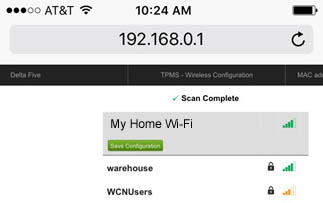 AT&T 10:24 AM
192.168.0.1
Delta Five TPMS - Wireless Configuration MAC ad
✓ Scan Complete
My Home Wi-Fi
Save Configuration
warehouse
WCNUsers